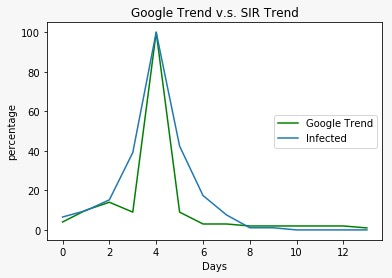 Google Trend v.s. SIR Trend
100
80
60
40
20
0
percentage
Google Trend
Infected
0 2 4 6 8 10 12
Days